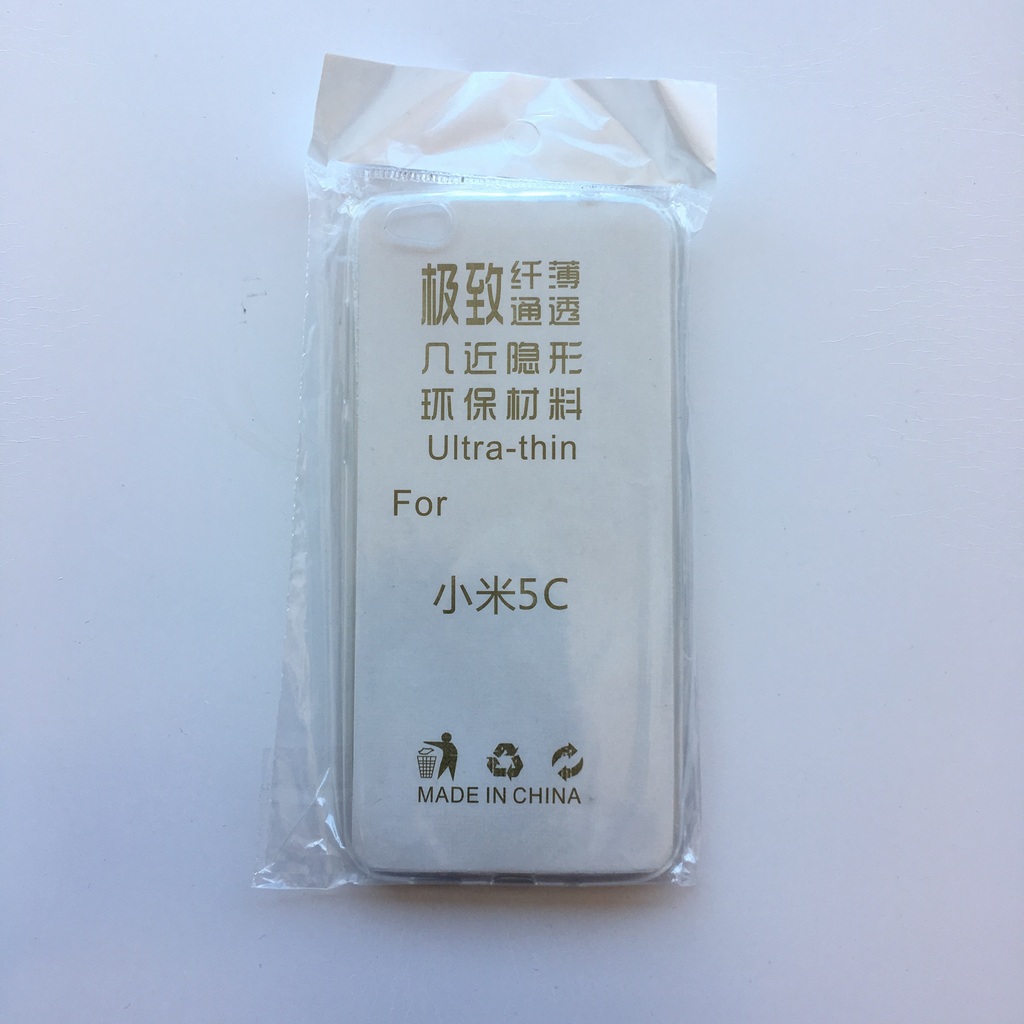 极致纤薄
通透
几近隐形
环保材料
Ultra-thin
For
小米5C
MADE IN CHINA